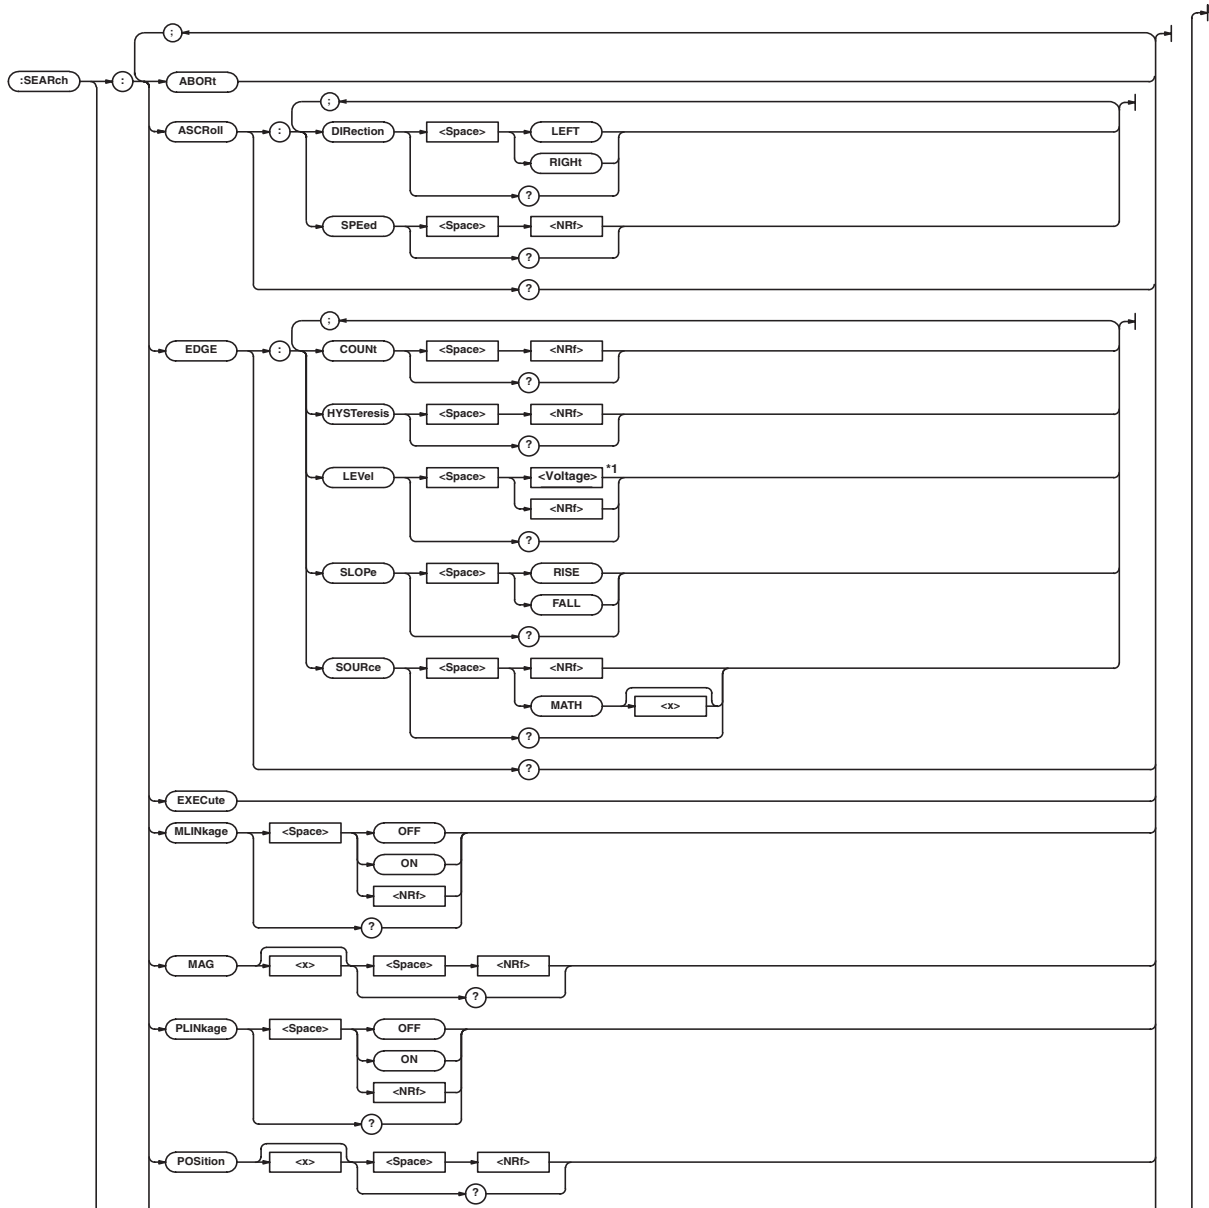 ;
:SEARch : ABORt
;
ASCRoll : DIRection <Space> LEFT
RIGHt
?
SPEed <Space> <NRf>
?
?
;
EDGE : COUNt <Space> <NRf>
?
HYSTeresis <Space> <NRf>
?
LEVel <Space> <Voltage> *1
<NRf>
?
SLOPe <Space> RISE
FALL
?
SOURce <Space> <NRf>
MATH <x>
?
?
EXECute
MLINkage <Space> OFF
ON
<NRf>
?
MAG <x> <Space> <NRf>
?
PLINkage <Space> OFF
ON
<NRf>
?
POSition <x> <Space> <NRf>
?